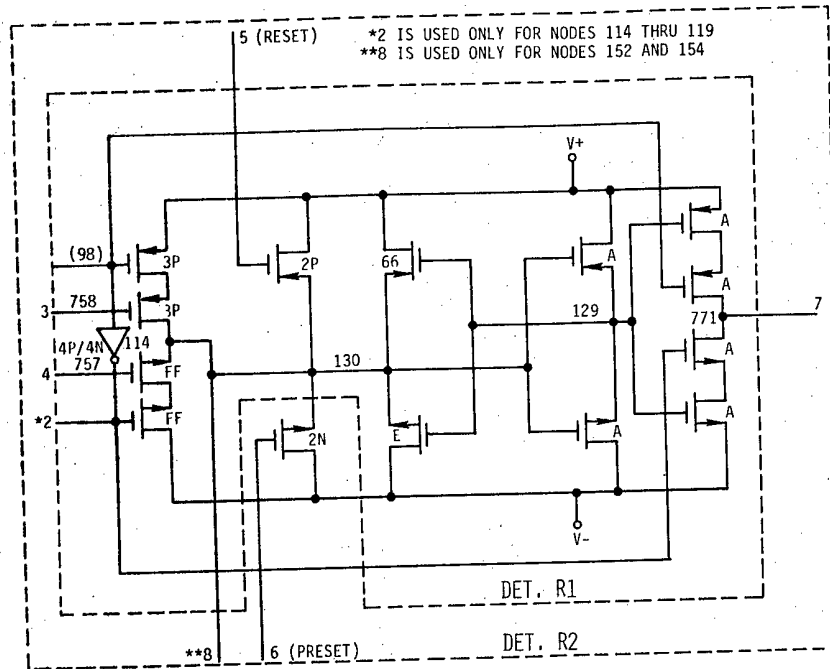 5 (RESET)
*2 IS USED ONLY FOR NODES 114 THRU 119
**8 IS USED ONLY FOR NODES 152 AND 154
V+
(98)
3P
2P
66
A
A
3
758
3P
129
A
7
4P/4N
114
771
4
757
FF
130
A
*2
FF
2N
E
A
A
V-
DET. R1
**8
6 (PRESET)
DET. R2